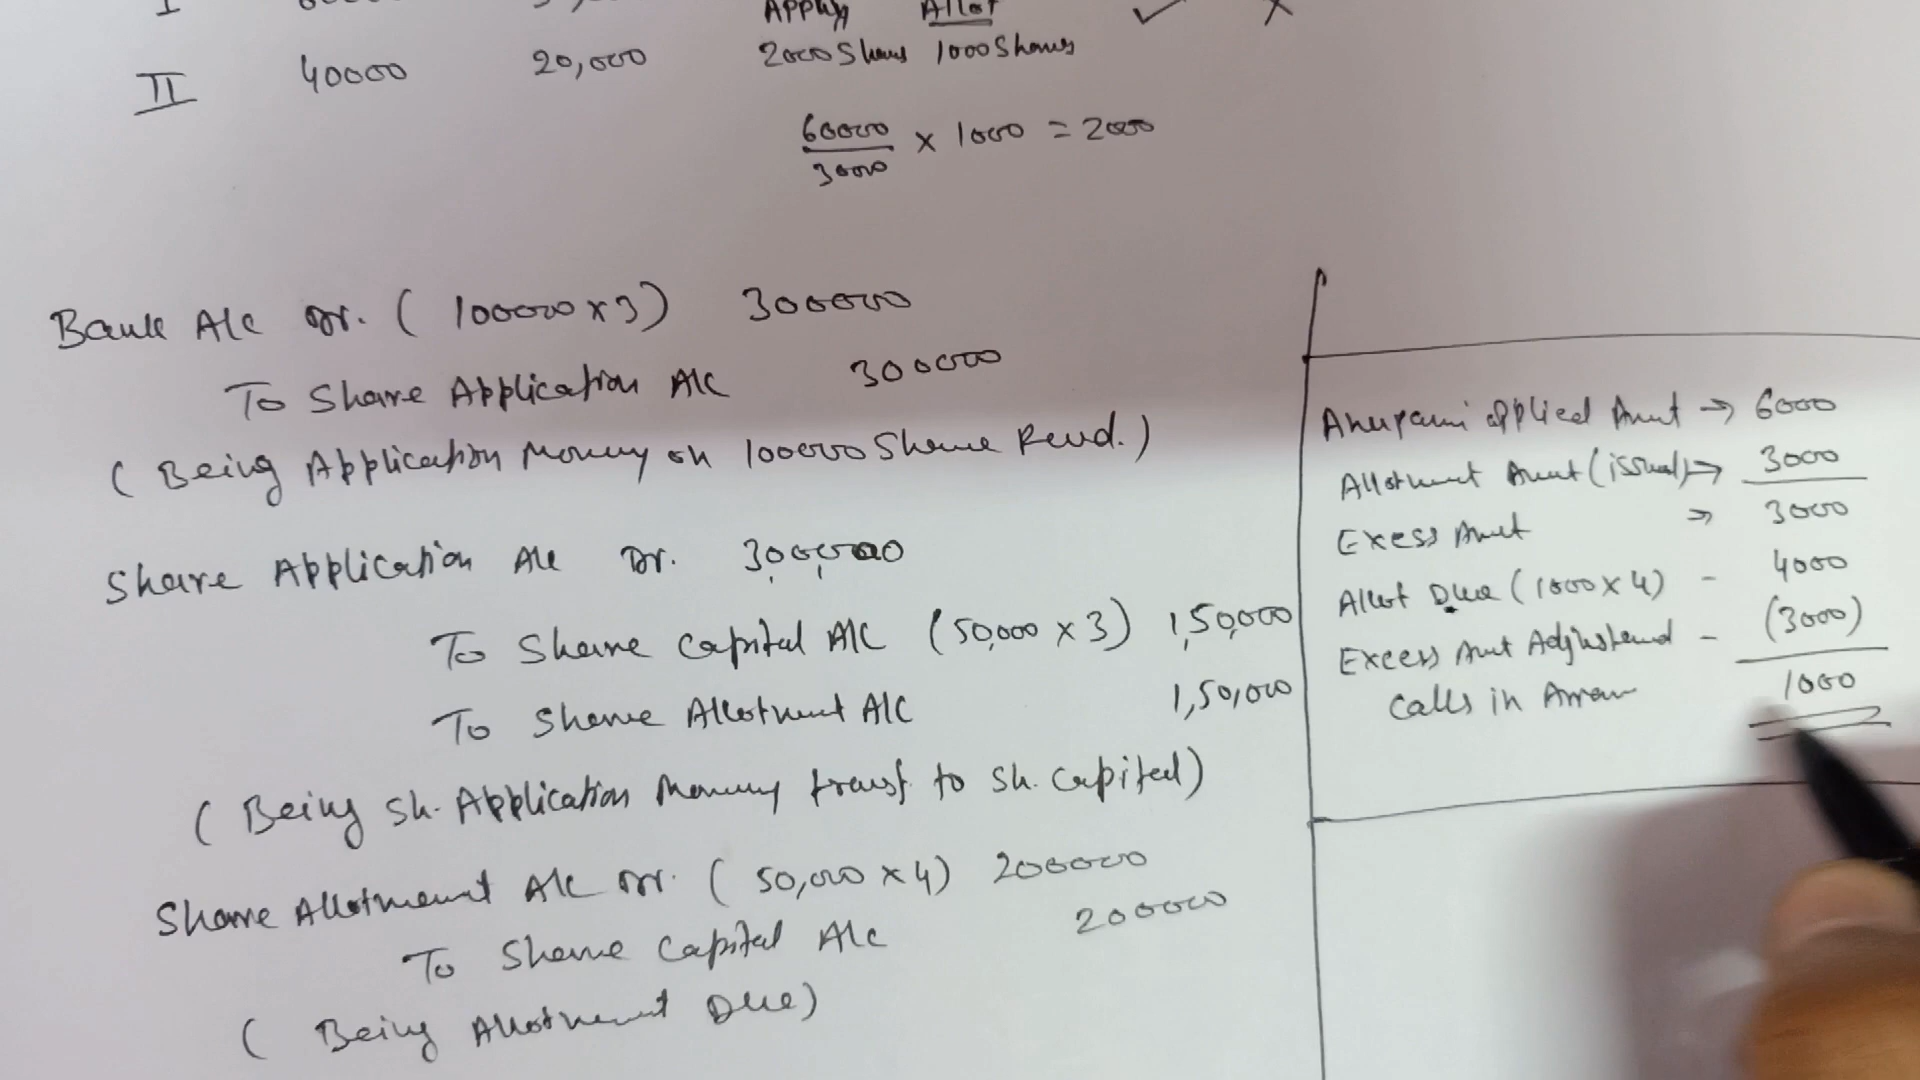 I
Apply Allot
II 40000 20,000 2000 Shares 1000 Shares
60000/3000 × 1000 = 2000
Bank A/c Dr. ( 100000 × 3) 300000
To Share Application A/c 300000
( Being Application Money on 100000 Share Recd. )
Share Application A/c Dr. 3,00,000
To Share Capital A/c (50,000 × 3) 1,50,000
To Share Allotment A/c 1,50,000
( Being Sh. Application Money transf. to Sh. Capital)
Share Allotment A/c Dr. ( 50,000 × 4) 200000
To Share Capital A/c 200000
( Being Allotment Due)
applied Amt → 6000
Allotment Amt (issued) → 3000
Exess Amt → 3000
Allot Due (1000 × 4) - 4000
Excess Amt - (3000)
Calls in Arrear 1000